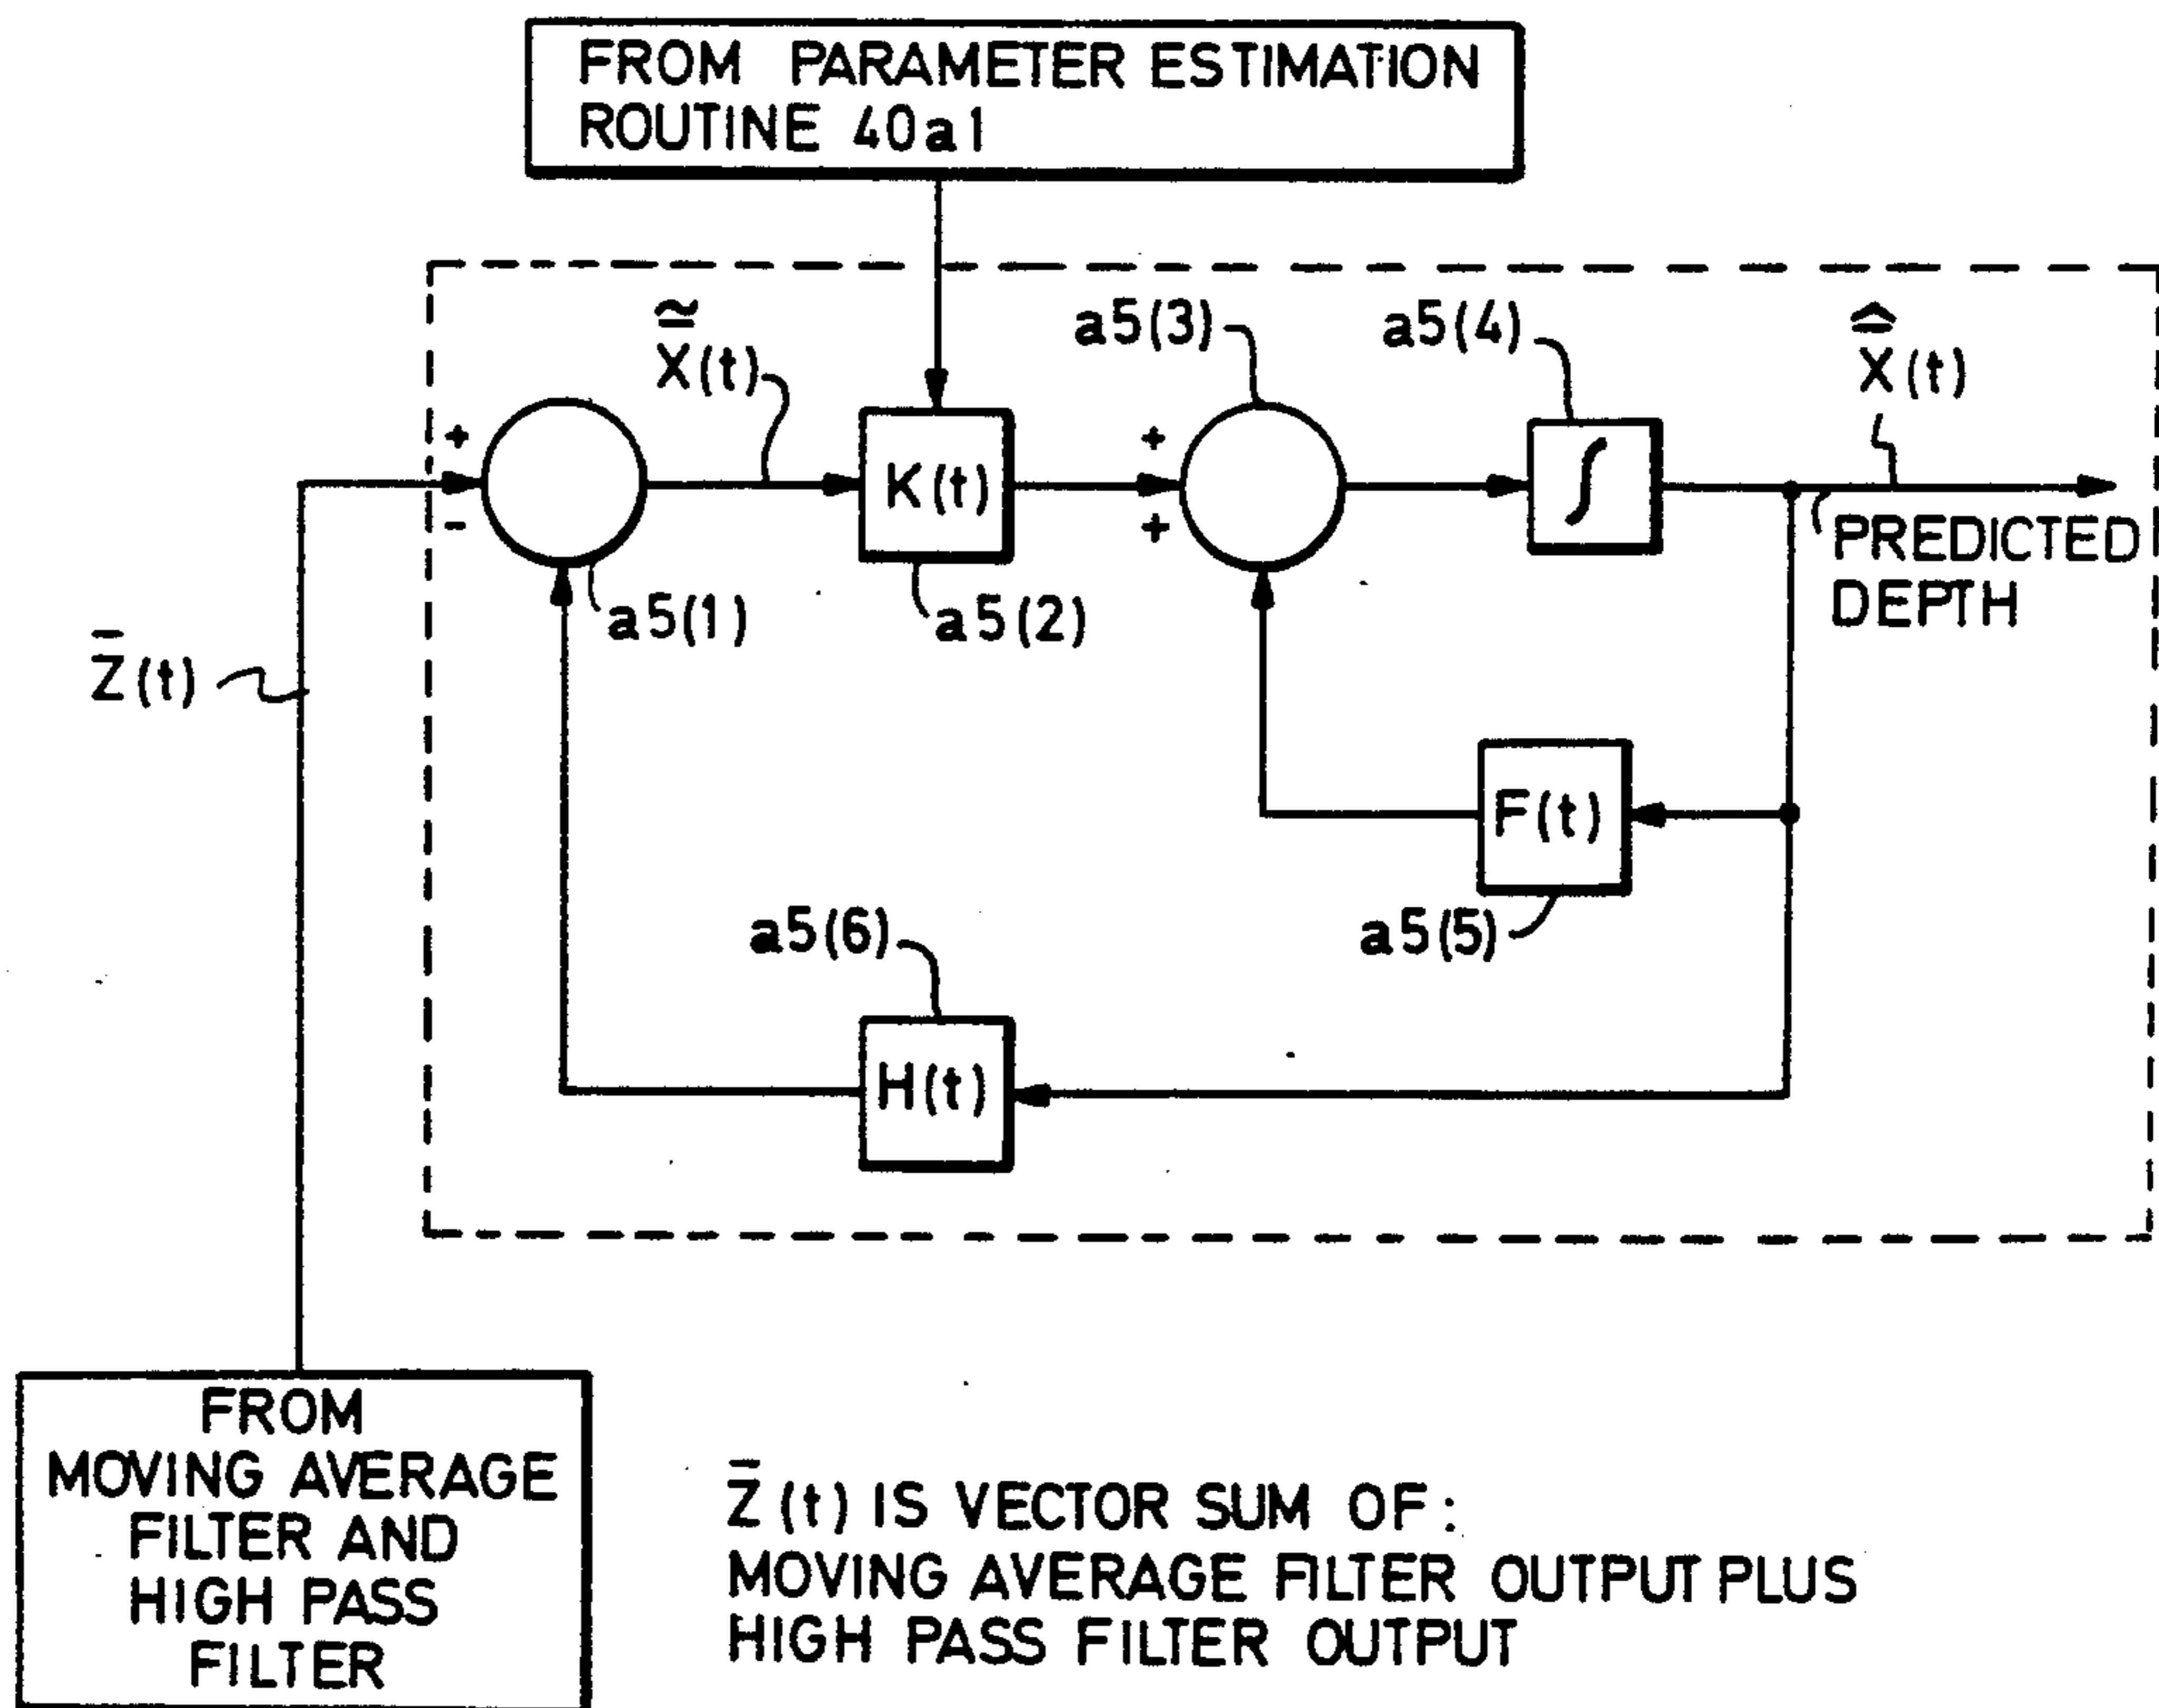 FROM PARAMETER ESTIMATION
ROUTINE 40a1
≃
X̄(t)
a5(3)
a5(4)
^
X̄(t)
+
-
K(t)
+
+
∫
PREDICTED
DEPTH
a5(1)
a5(2)
Z̄(t)
F(t)
a5(6)
a5(5)
H(t)
FROM
MOVING AVERAGE
FILTER AND
HIGH PASS
FILTER
Z̄(t) IS VECTOR SUM OF:
MOVING AVERAGE FILTER OUTPUT PLUS
HIGH PASS FILTER OUTPUT